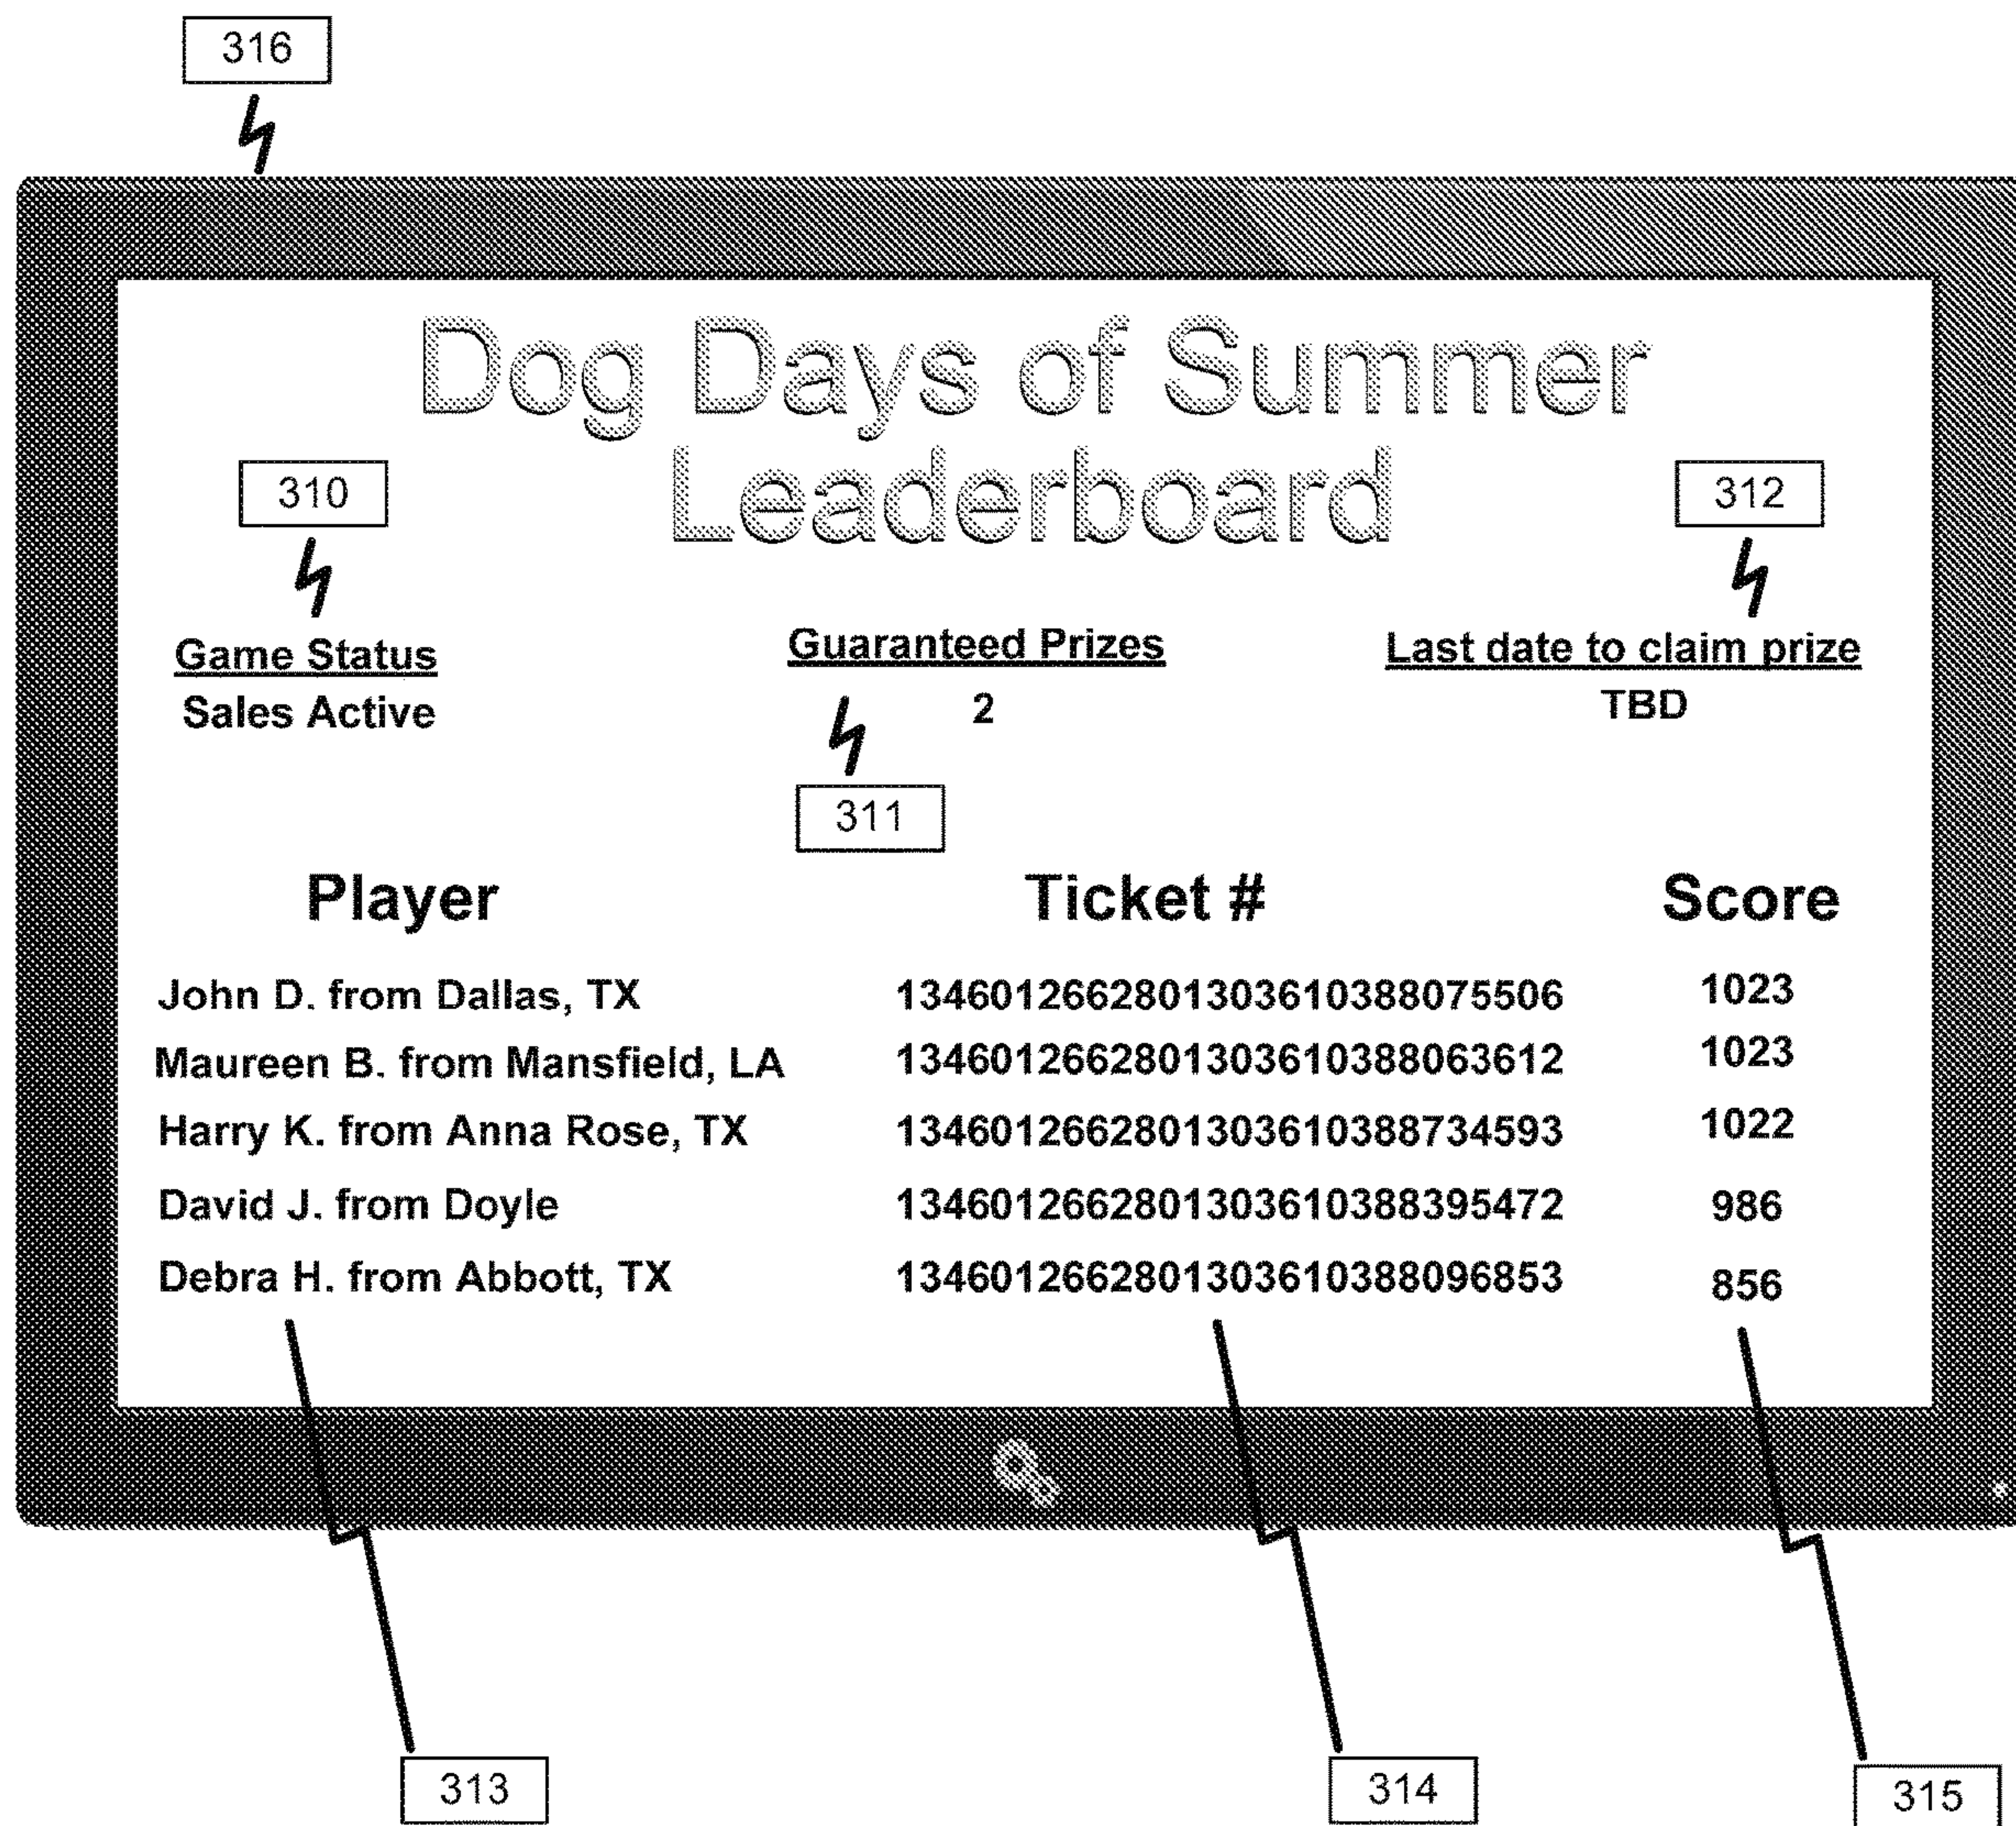 316
Dog Days of Summer
Leaderboard
310
312
Game Status
Guaranteed Prizes
Last date to claim prize
Sales Active
2
TBD
311
Player Ticket # Score
John D. from Dallas, TX 1346012662801303610388075506 1023
Maureen B. from Mansfield, LA 1346012662801303610388063612 1023
Harry K. from Anna Rose, TX 1346012662801303610388734593 1022
David J. from Doyle 1346012662801303610388395472 986
Debra H. from Abbott, TX 1346012662801303610388096853 856
313
314
315